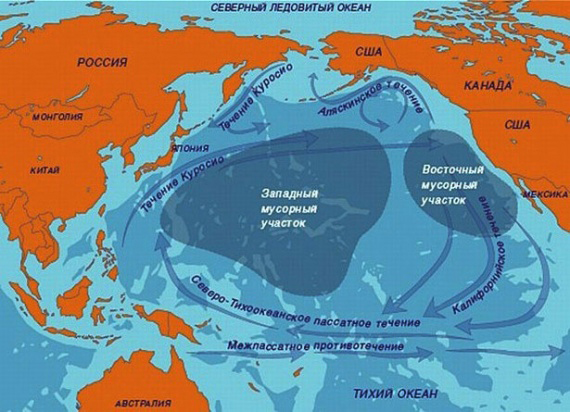 СЕВЕРНЫЙ ЛЕДОВИТЫЙ ОКЕАН
РОССИЯ
США
КАНАДА
Течение Куросио
Аляскинское течение
МОНГОЛИЯ
США
ЯПОНИЯ
КИТАЙ
Течение Куросио
Западный
мусорный
участок
Восточный
мусорный
участок
МЕКСИКА
Калифорнийское течение
Северо-Тихоокеанское пассатное течение
Межпассатное противотечение
ТИХИЙ ОКЕАН
АВСТРАЛИЯ